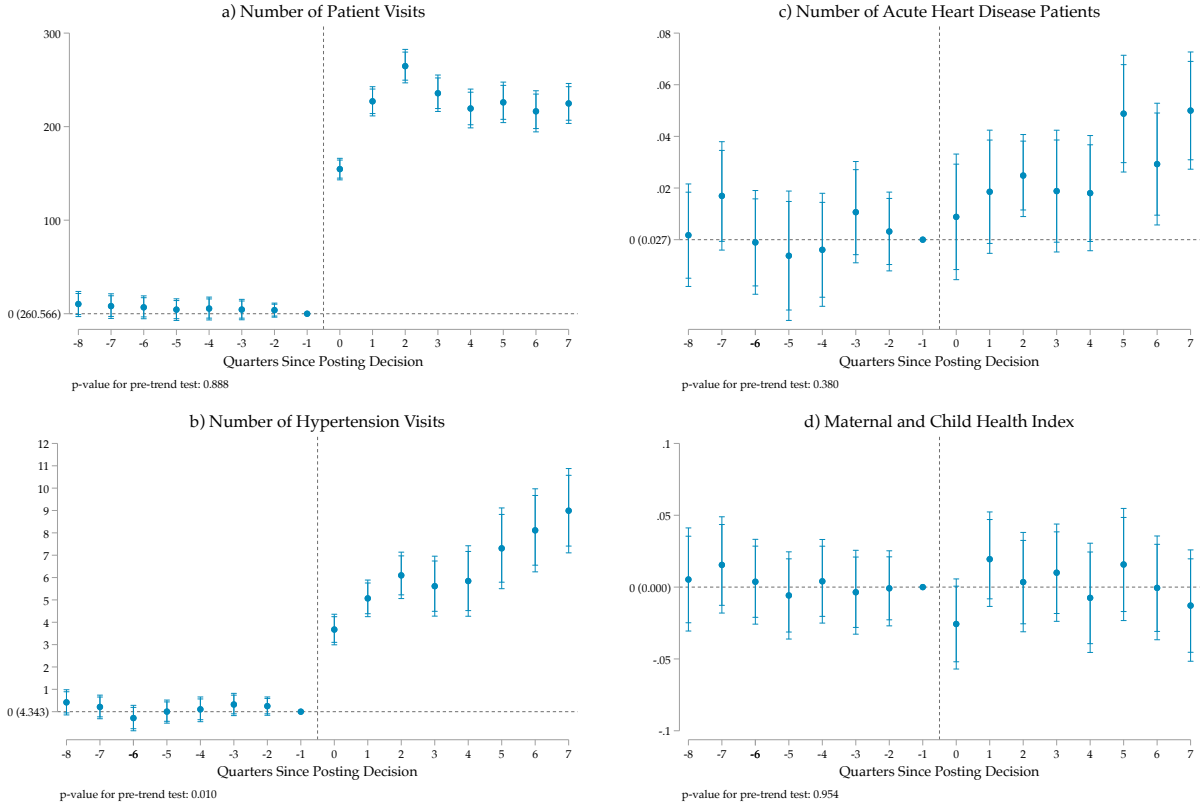 a) Number of Patient Visits
300
200
100
0 (260.566)
-8 -7 -6 -5 -4 -3 -2 -1 0 1 2 3 4 5 6 7
Quarters Since Posting Decision
p-value for pre-trend test: 0.888
c) Number of Acute Heart Disease Patients
.08
.04
.02
0 (0.027)
-8 -7 -6 -5 -4 -3 -2 -1 0 1 2 3 4 5 6 7
Quarters Since Posting Decision
p-value for pre-trend test: 0.380
b) Number of Hypertension Visits
12
11
10
9
8
7
6
5
4
3
2
1
0 (4.343)
-8 -7 -6 -5 -4 -3 -2 -1 0 1 2 3 4 5 6 7
Quarters Since Posting Decision
p-value for pre-trend test: 0.010
d) Maternal and Child Health Index
.1
.05
0 (0.000)
-.05
-.1
-8 -7 -6 -5 -4 -3 -2 -1 0 1 2 3 4 5 6 7
Quarters Since Posting Decision
p-value for pre-trend test: 0.954